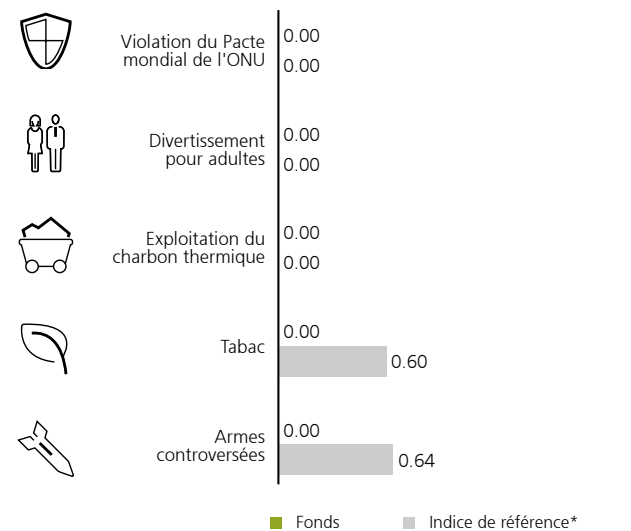 Violation du Pacte
mondial de l'ONU
0.00
0.00
Divertissement
pour adultes
0.00
0.00
Exploitation du
charbon thermique
0.00
0.00
Tabac
0.00
0.60
Armes
controversées
0.00
0.64
Fonds
Indice de référence*